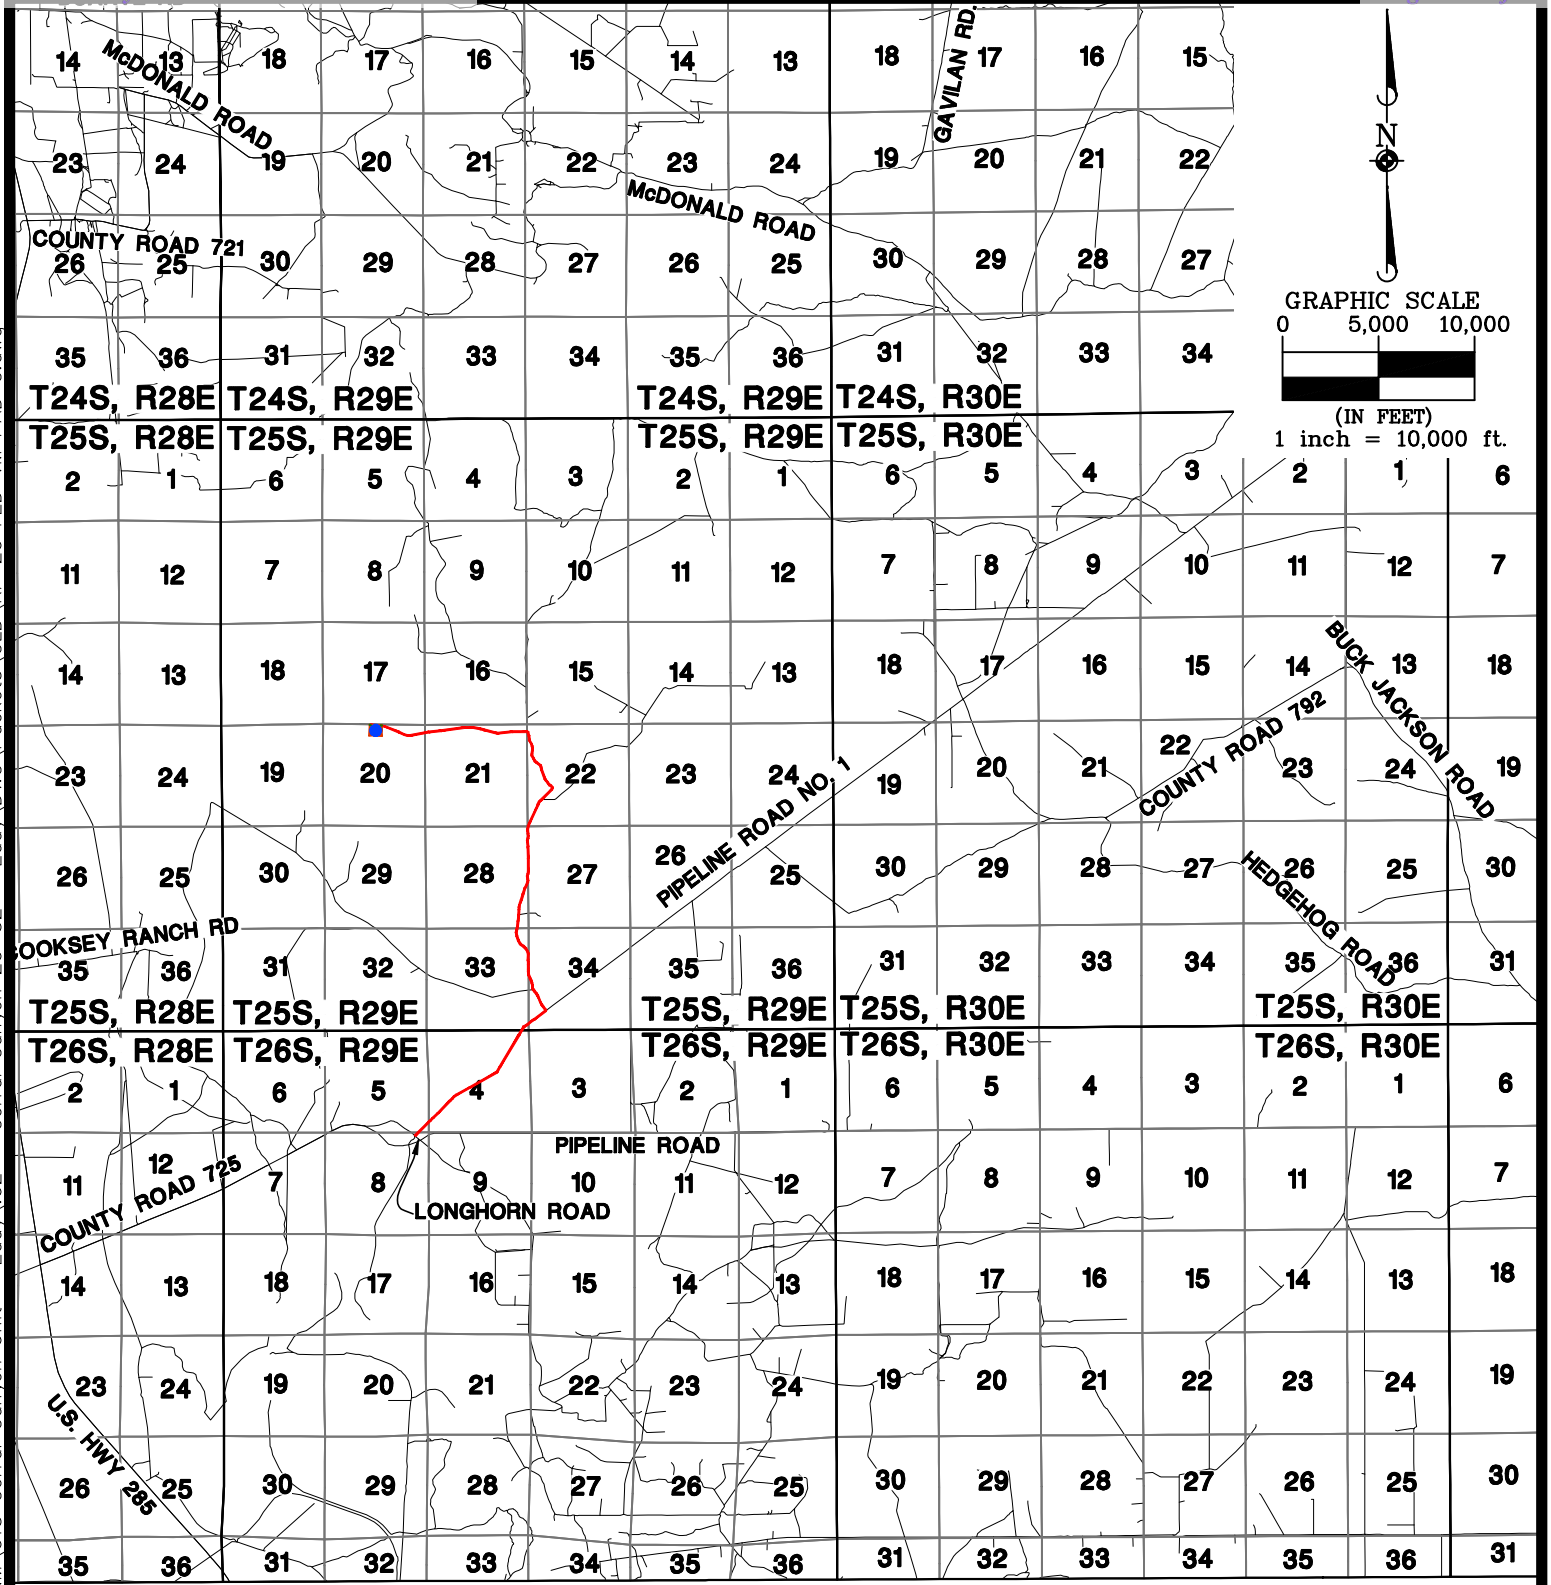 14 13 18 17 16 15 14 13 18 17 16 15
McDONALD ROAD
GAVILAN RD.
N
23 24 19 20 21 22 23 24 19 20 21 22
McDONALD ROAD
COUNTY ROAD 721
26 25 30 29 28 27 26 25 30 29 28 27
GRAPHIC SCALE
0 5,000 10,000
(IN FEET)
1 inch = 10,000 ft.
35 36 31 32 33 34 35 36 31 32 33 34
T24S, R28E T24S, R29E T24S, R29E T24S, R30E
T25S, R28E T25S, R29E T25S, R29E T25S, R30E
2 1 6 5 4 3 2 1 6 5 4 3 2 1 6
11 12 7 8 9 10 11 12 7 8 9 10 11 12 7
14 13 18 17 16 15 14 13 18 17 16 15 14 13 18
BUCK JACKSON ROAD
COUNTY ROAD 792
23 24 19 20 21 22 23 24 19 20 21 22 23 24 19
PIPELINE ROAD NO. 1
26 25 30 29 28 27 26 25 30 29 28 27 26 25 30
HEDGEHOG ROAD
COOKSEY RANCH RD
35 36 31 32 33 34 35 36 31 32 33 34 35 36 31
T25S, R28E T25S, R29E T25S, R29E T25S, R30E T25S, R30E
T26S, R28E T26S, R29E T26S, R29E T26S, R30E T26S, R30E
2 1 6 5 4 3 2 1 6 5 4 3 2 1 6
PIPELINE ROAD
11 12 7 8 9 10 11 12 7 8 9 10 11 12 7
COUNTY ROAD 725
LONGHORN ROAD
14 13 18 17 16 15 14 13 18 17 16 15 14 13 18
23 24 19 20 21 22 23 24 19 20 21 22 23 24 19
U.S. HWY 285
26 25 30 29 28 27 26 25 30 29 28 27 26 25 30
35 36 31 32 33 34 35 36 31 32 33 34 35 36 31